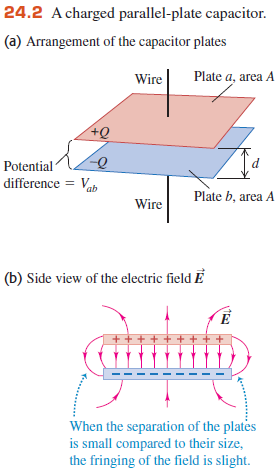 24.2 A charged parallel-plate capacitor.
(a) Arrangement of the capacitor plates
Wire
Plate a, area A
+Q
−Q
Potential
difference = Vab
d
Wire
Plate b, area A
(b) Side view of the electric field E⃗
E⃗
+ + + + + + + + +
− − − − − − − − −
When the separation of the plates
is small compared to their size,
the fringing of the field is slight.